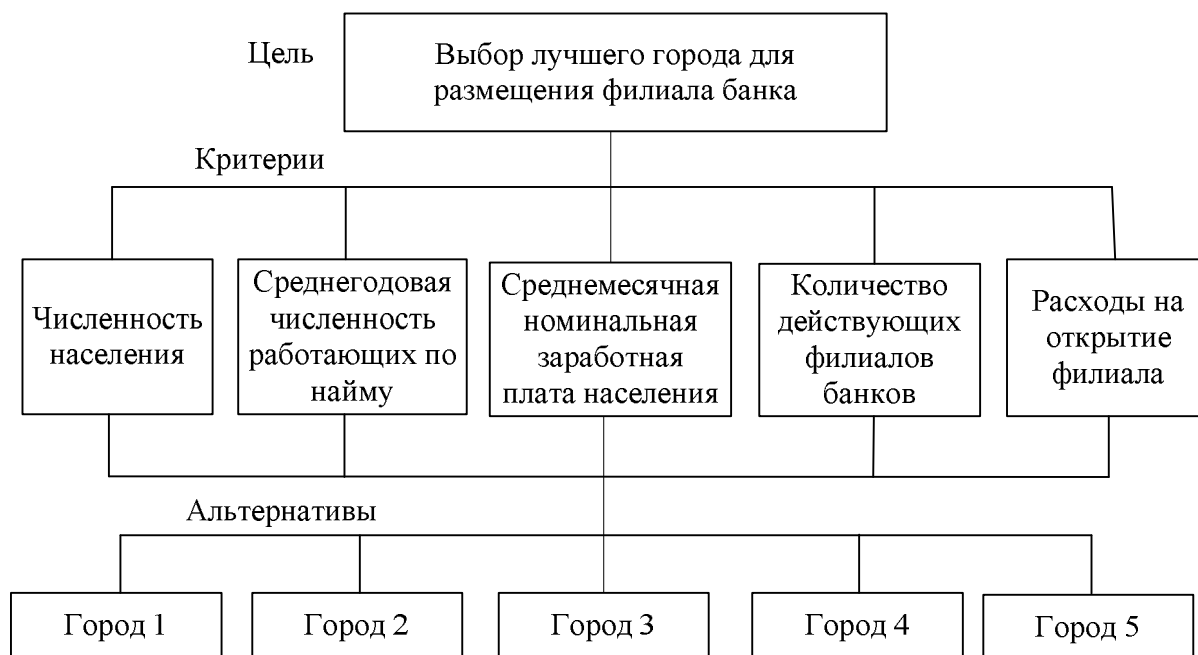 Цель
Выбор лучшего города для
размещения филиала банка
Критерии
Численность
населения
Среднегодовая
численность
работающих по
найму
Среднемесячная
номинальная
заработная
плата населения
Количество
действующих
филиалов
банков
Расходы на
открытие
филиала
Альтернативы
Город 1
Город 2
Город 3
Город 4
Город 5